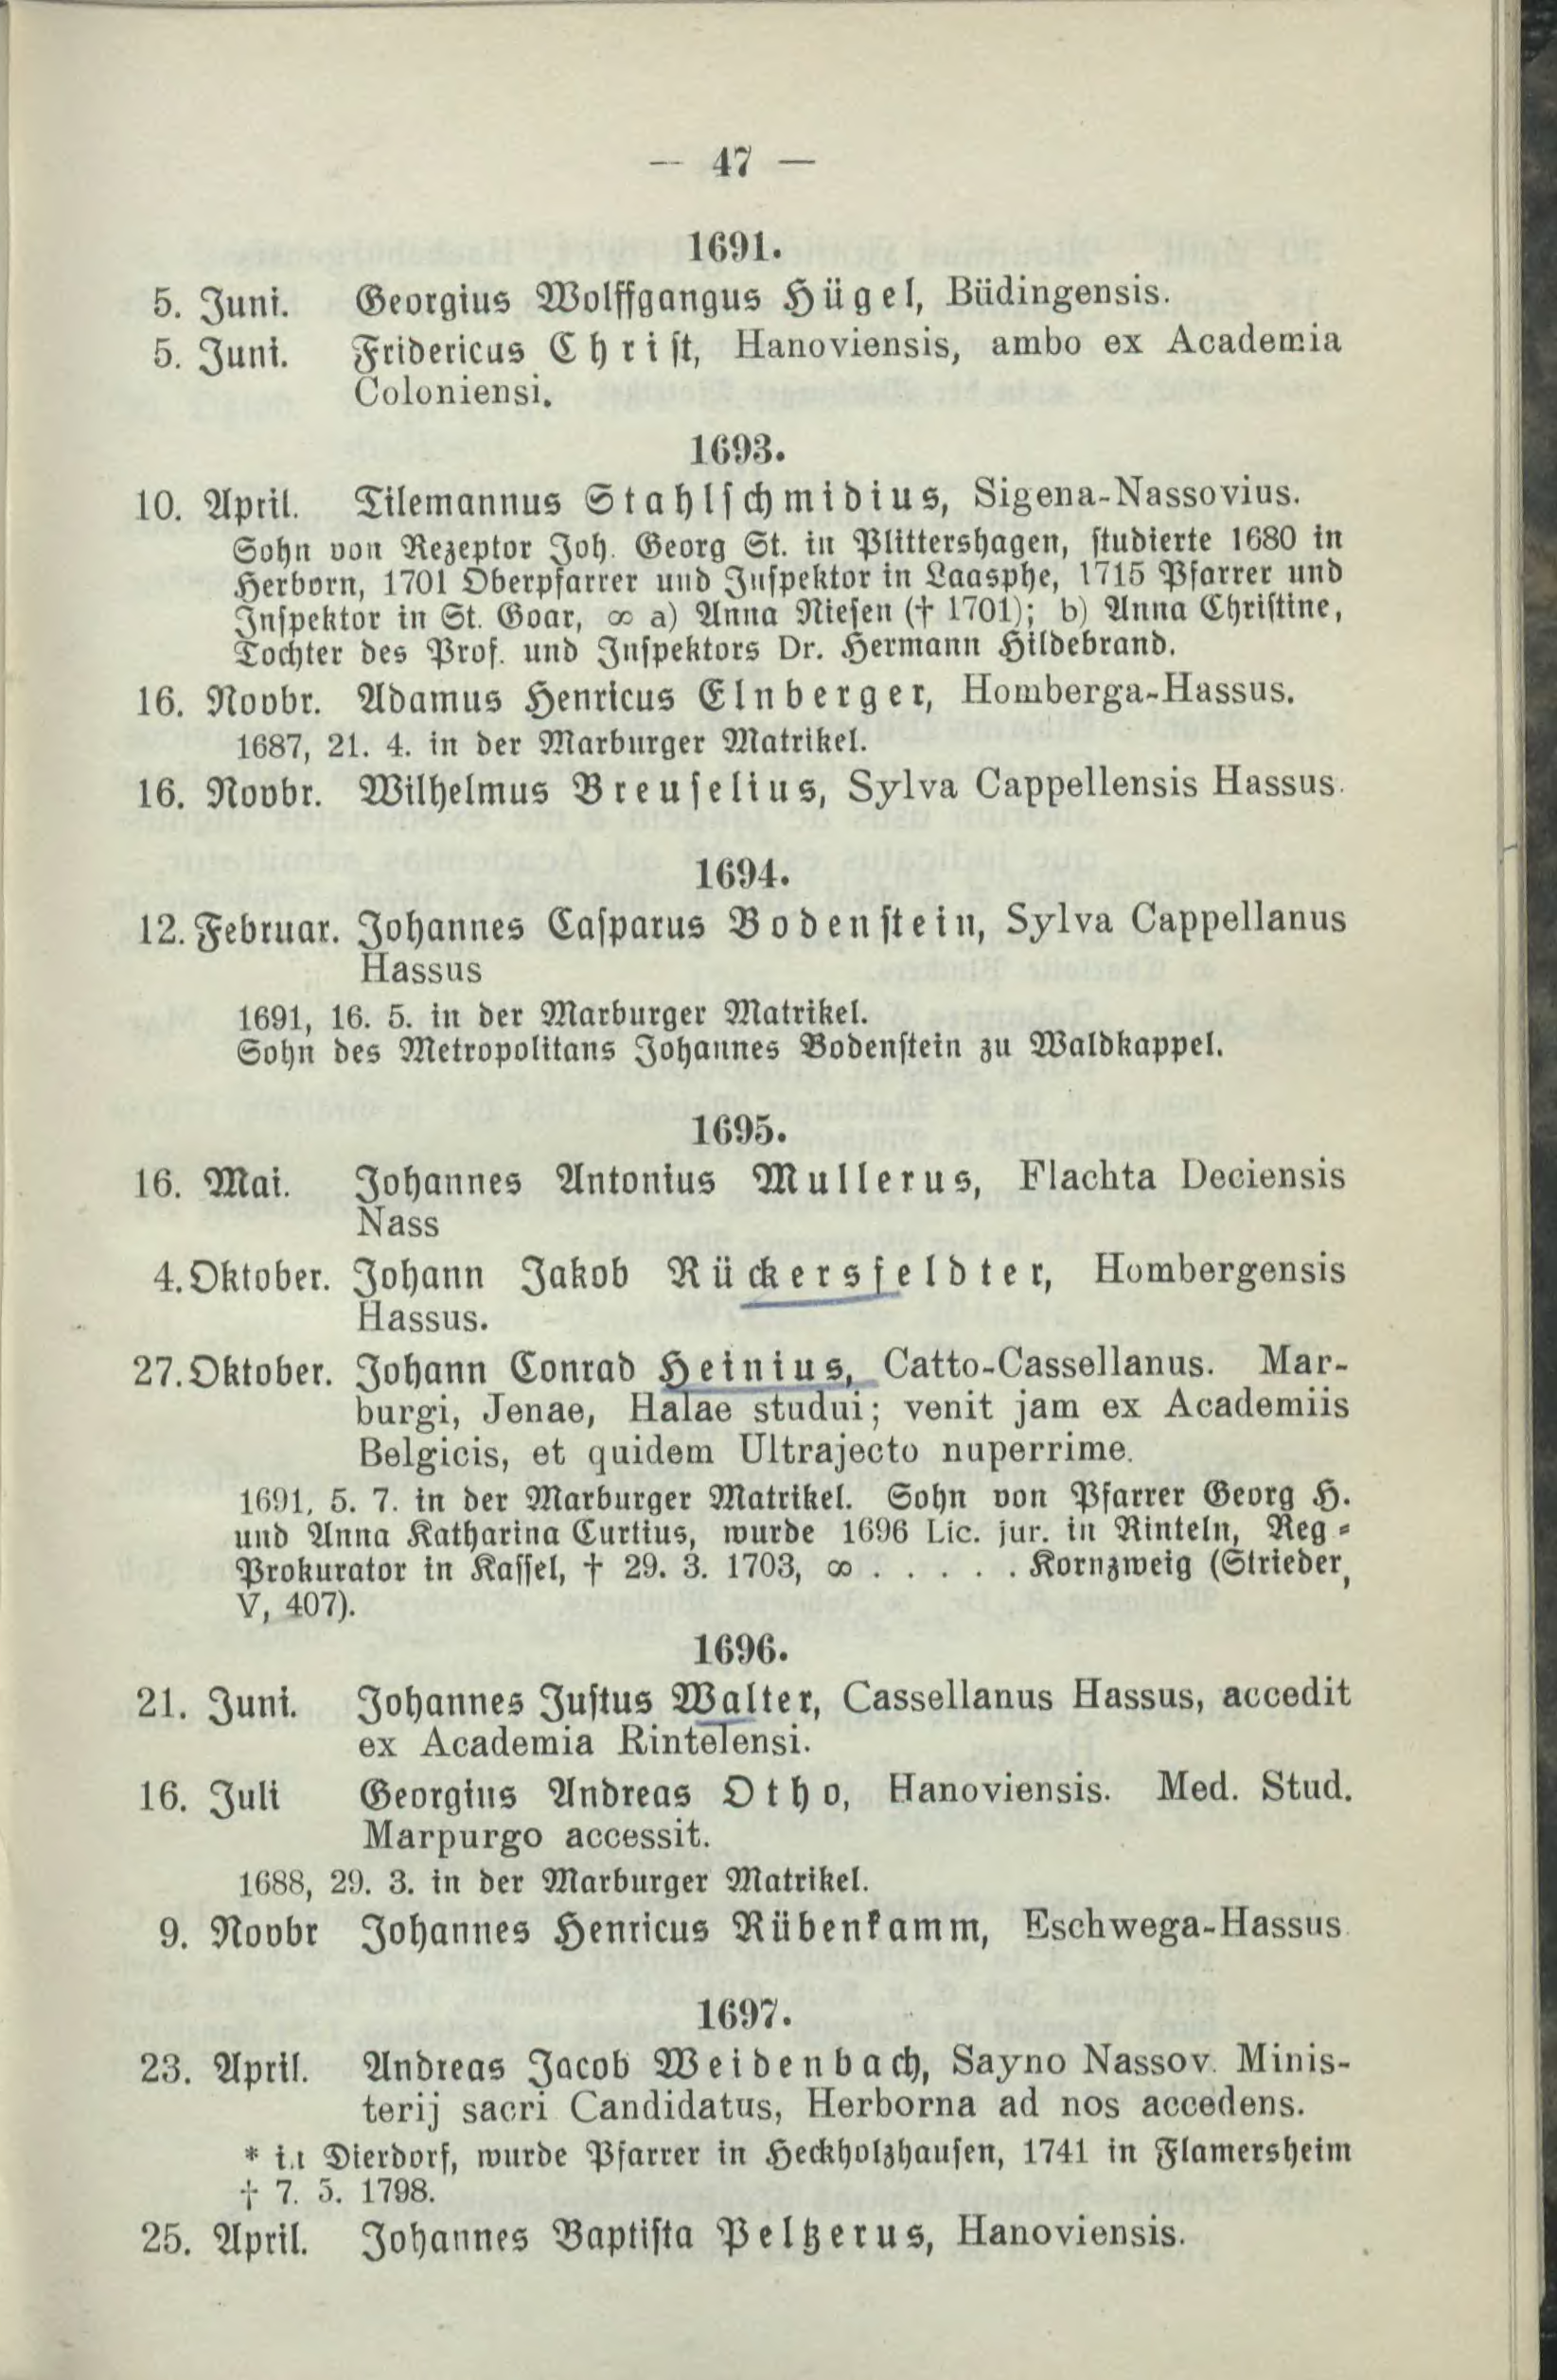 — 47 —
1691.
5. Juni. Georgius Wolffgangus Hügel, Büdingensis.
5. Juni. Fridericus Christ, Hanoviensis, ambo ex Academia
Coloniensi.
1693.
10. April. Tilemannus Stahlschmidius, Sigena-Nassovius.
Sohn von Rezeptor Joh. Georg St. in Plittershagen, studierte 1680 in
Herborn, 1701 Oberpfarrer und Inspektor in Laasphe, 1715 Pfarrer und
Inspektor in St. Goar, ∞ a) Anna Niesen († 1701); b) Anna Christine,
Tochter des Prof. und Inspektors Dr. Hermann Hildebrand.
16. Novbr. Adamus Henricus Elnberger, Homberga-Hassus.
1687, 21. 4. in der Marburger Matrikel.
16. Novbr. Wilhelmus Breuselius, Sylva Cappellensis Hassus.
1694.
12. Februar. Johannes Casparus Bodenstein, Sylva Cappellanus
Hassus
1691, 16. 5. in der Marburger Matrikel.
Sohn des Metropolitans Johannes Bodenstein zu Waldkappel.
1695.
16. Mai. Johannes Antonius Mullerus, Flachta Deciensis
Nass
4. Oktober. Johann Jakob Rückersfeldter, Hombergensis
Hassus.
27. Oktober. Johann Conrad Heinius, Catto-Cassellanus. Mar-
burgi, Jenae, Halae studui; venit jam ex Academiis
Belgicis, et quidem Ultrajecto nuperrime.
1691, 5. 7. in der Marburger Matrikel. Sohn von Pfarrer Georg H.
und Anna Katharina Curtius, wurde 1696 Lic. jur. in Rinteln, Reg-
Prokurator in Kassel, † 29. 3. 1703, ∞ . . . . . Kornzweig (Strieder,
V, 407).
1696.
21. Juni. Johannes Justus Walter, Cassellanus Hassus, accedit
ex Academia Rintelensi.
16. Juli Georgius Andreas Otho, Hanoviensis. Med. Stud.
Marpurgo accessit.
1688, 29. 3. in der Marburger Matrikel.
9. Novbr Johannes Henricus Rübenkamm, Eschwega-Hassus.
1697.
23. April. Andreas Jacob Weidenbach, Sayno Nassov. Minis-
terij sacri Candidatus, Herborna ad nos accedens.
* in Dierdorf, wurde Pfarrer in Heckholzhausen, 1741 in Flamersheim
† 7. 5. 1798.
25. April. Johannes Baptista Peltzerus, Hanoviensis.